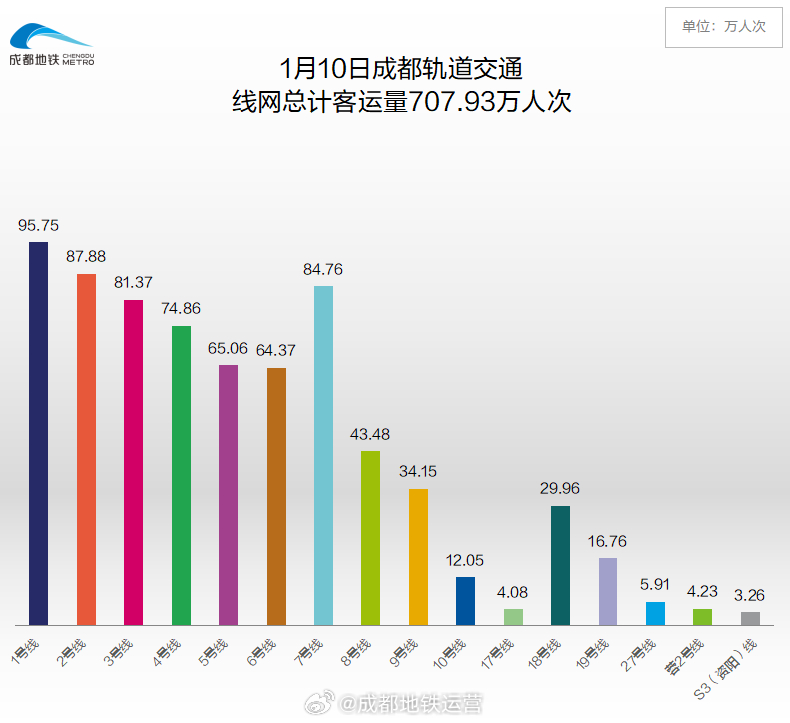 单位：万人次
成都地铁 CHENGDU METRO
1月10日成都轨道交通
线网总计客运量707.93万人次
95.75
87.88
81.37
74.86
65.06
64.37
84.76
43.48
34.15
12.05
4.08
29.96
16.76
5.91
4.23
3.26
1号线
2号线
3号线
4号线
5号线
6号线
7号线
8号线
9号线
10号线
17号线
18号线
19号线
27号线
蓉2号线
S3（资阳）线
@成都地铁运营